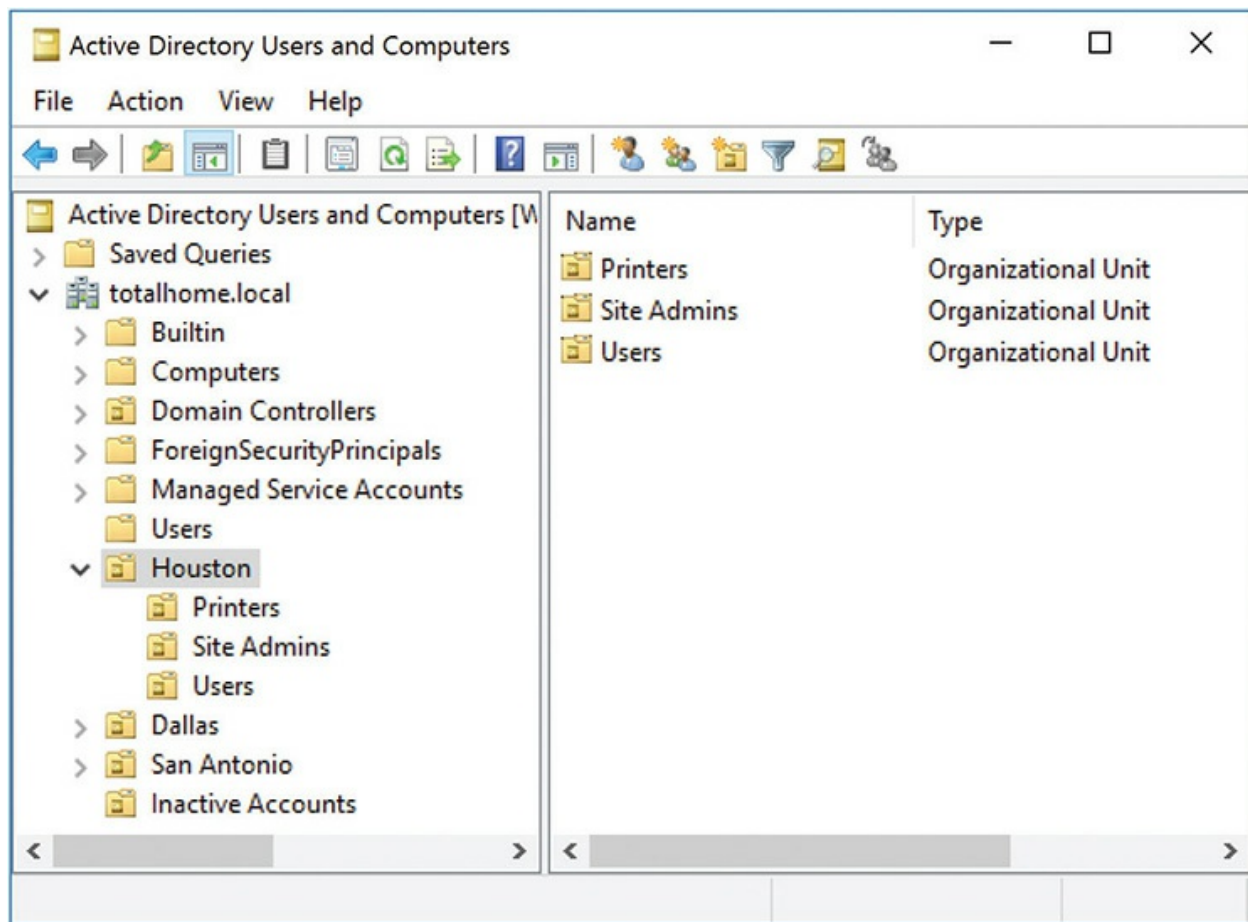 Active Directory Users and Computers
File Action View Help
Active Directory Users and Computers [W
Saved Queries
totalhome.local
Builtin
Computers
Domain Controllers
ForeignSecurityPrincipals
Managed Service Accounts
Users
Houston
Printers
Site Admins
Users
Dallas
San Antonio
Inactive Accounts
Name Type
Printers Organizational Unit
Site Admins Organizational Unit
Users Organizational Unit